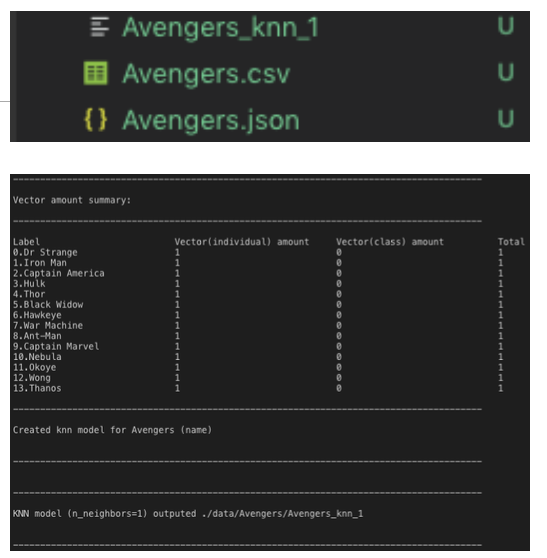 Avengers_knn_1 U
Avengers.csv U
{} Avengers.json U
Vector amount summary:
Label Vector(individual) amount Vector(class) amount Total
0.Dr Strange 1 0 1
1.Iron Man 1 0 1
2.Captain America 1 0 1
3.Hulk 1 0 1
4.Thor 1 0 1
5.Black Widow 1 0 1
6.Hawkeye 1 0 1
7.War Machine 1 0 1
8.Ant-Man 1 0 1
9.Captain Marvel 1 0 1
10.Nebula 1 0 1
11.Okoye 1 0 1
12.Wong 1 0 1
13.Thanos 1 0 1
Created knn model for Avengers (name)
KNN model (n_neighbors=1) outputed ./data/Avengers/Avengers_knn_1